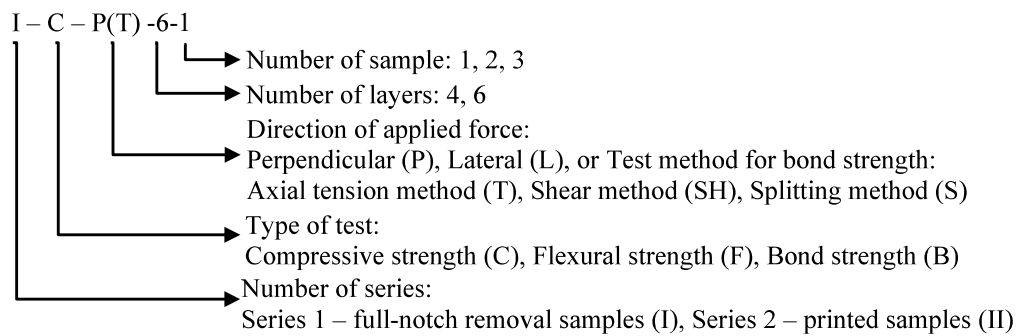 I – C – P(T) -6-1
Number of sample: 1, 2, 3
Number of layers: 4, 6
Direction of applied force:
Perpendicular (P), Lateral (L), or Test method for bond strength:
Axial tension method (T), Shear method (SH), Splitting method (S)
Type of test:
Compressive strength (C), Flexural strength (F), Bond strength (B)
Number of series:
Series 1 – full-notch removal samples (I), Series 2 – printed samples (II)